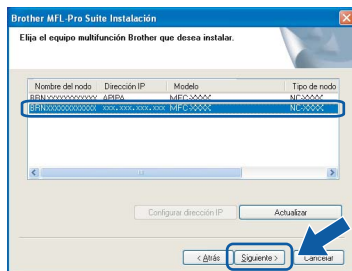 Brother MFL-Pro Suite Instalación
Elija el equipo multifunción Brother que desea instalar.
Nombre del nodo Dirección IP Modelo Tipo de nodo
BRNXXXXXXXXXXXX APIPA MFC-XXXX NC-XXXX
BRNXXXXXXXXXXXX xxx.xxx.xxx.xxx MFC-XXXX NC-XXXX
Configurar dirección IP Actualizar
< Atrás Siguiente > Cancelar